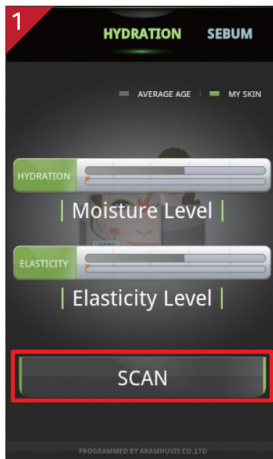 1
HYDRATION SEBUM
AVERAGE AGE | MY SKIN
HYDRATION
| Moisture Level |
ELASTICITY
| Elasticity Level |
SCAN
PROGRAMMED BY ARAMHUVIS CO.,LTD